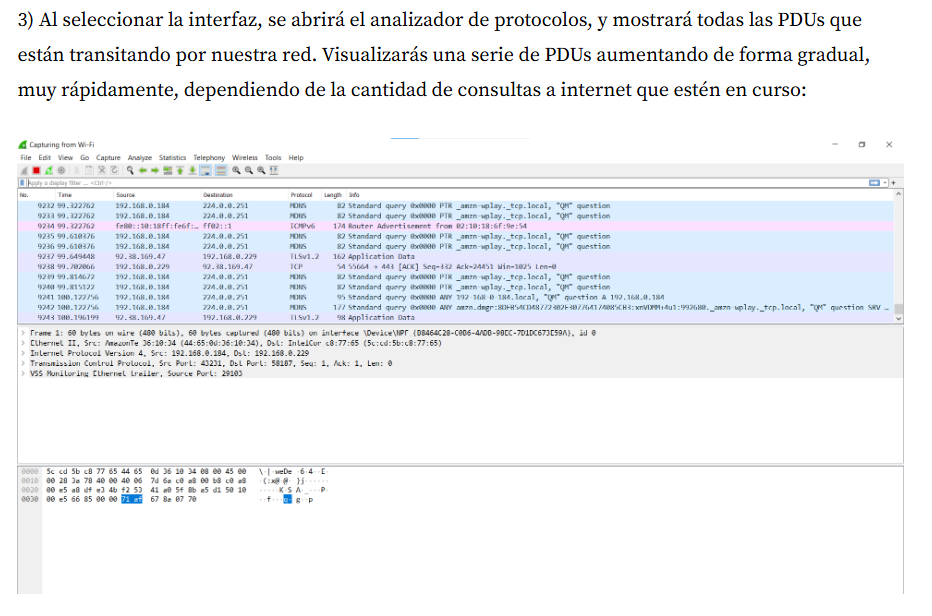 3) Al seleccionar la interfaz, se abrirá el analizador de protocolos, y mostrará todas las PDUs que
están transitando por nuestra red. Visualizarás una serie de PDUs aumentando de forma gradual,
muy rápidamente, dependiendo de la cantidad de consultas a internet que estén en curso:
Capturing from Wi-Fi
File Edit View Go Capture Analyze Statistics Telephony Wireless Tools Help
Apply a display filter ... <Ctrl-/>
No. Time Source Destination Protocol Length Info
9232 99.322762 192.168.0.184 224.0.0.251 MDNS 82 Standard query 0x0000 PTR _amzn-wplay._tcp.local, "QM" question
9233 99.322762 192.168.0.184 224.0.0.251 MDNS 82 Standard query 0x0000 PTR _amzn-wplay._tcp.local, "QM" question
9234 99.322762 fe80::10:18ff:fe6f:… ff02::1 ICMPv6 174 Router Advertisement from 02:10:18:6f:9e:54
9235 99.610376 192.168.0.184 224.0.0.251 MDNS 82 Standard query 0x0000 PTR _amzn-wplay._tcp.local, "QM" question
9236 99.610376 192.168.0.184 224.0.0.251 MDNS 82 Standard query 0x0000 PTR _amzn-wplay._tcp.local, "QM" question
9237 99.649448 92.38.169.47 192.168.0.229 TLSv1.2 162 Application Data
9238 99.702066 192.168.0.229 92.38.169.47 TCP 54 55664 → 443 [ACK] Seq=332 Ack=24451 Win=1025 Len=0
9239 99.814672 192.168.0.184 224.0.0.251 MDNS 82 Standard query 0x0000 PTR _amzn-wplay._tcp.local, "QM" question
9240 99.815122 192.168.0.184 224.0.0.251 MDNS 82 Standard query 0x0000 PTR _amzn-wplay._tcp.local, "QM" question
9241 100.122756 192.168.0.184 224.0.0.251 MDNS 95 Standard query 0x0000 ANY 192-168-0-184.local, "QM" question A 192.168.0.184
9242 100.122756 192.168.0.184 224.0.0.251 MDNS 177 Standard query 0x0000 ANY "QM" question SRV …
9243 100.196199 92.38.169.47 192.168.0.229 TLSv1.2 98 Application Data
Frame 1: 60 bytes on wire (480 bits), 60 bytes captured (480 bits) on interface id 0
Ethernet II, Src: AmazonTe_36:10:34 (44:65:0d:36:10:34), Dst: IntelCor_c8:77:65 (5c:cd:5b:c8:77:65)
Internet Protocol Version 4, Src: 192.168.0.184, Dst: 192.168.0.229
Transmission Control Protocol, Src Port: 43231, Dst Port: 58187, Seq: 1, Ack: 1, Len: 0
VSS Monitoring Ethernet trailer, Source Port: 29103
0000 5c cd 5b c8 77 65 44 65 0d 36 10 34 08 00 45 00
0010 00 28 3a 78 40 00 40 06 7d 6a c0 a8 00 b8 c0 a8
0020 00 e5 a8 df e3 4b f2 53 41 a0 5f 0b a5 d1 50 10
0030 00 e5 66 85 00 00 71 af 67 8a 07 70